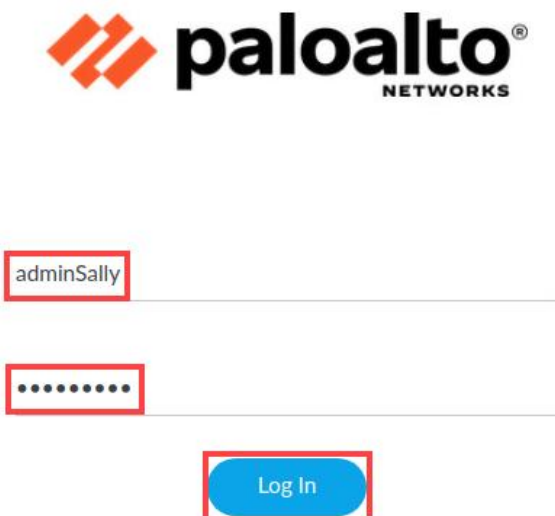 paloalto®
NETWORKS
adminSally
•••••••••
Log In